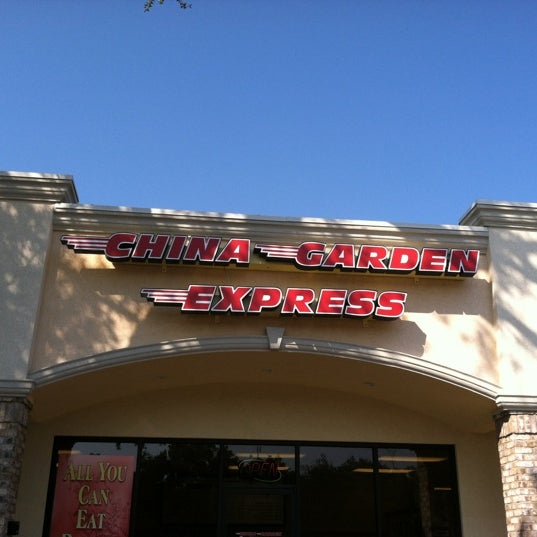 CHINA GARDEN
EXPRESS
OPEN
ALL YOU
CAN
EAT